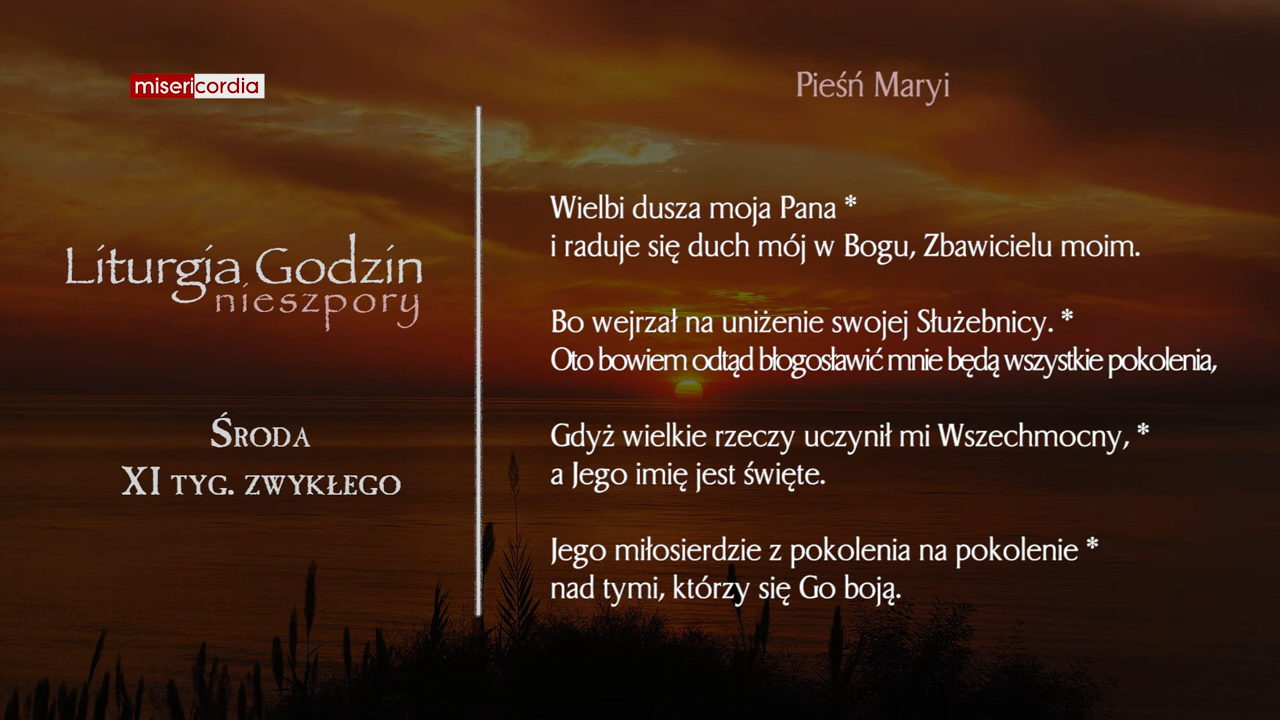 misericordia
Liturgia Godzin
nieszpory
Środa
XI tyg. zwykłego
Pieśń Maryi
Wielbi dusza moja Pana *
i raduje się duch mój w Bogu, Zbawicielu moim.
Bo wejrzał na uniżenie swojej Służebnicy. *
Oto bowiem odtąd błogosławić mnie będą wszystkie pokolenia,
Gdyż wielkie rzeczy uczynił mi Wszechmocny, *
a Jego imię jest święte.
Jego miłosierdzie z pokolenia na pokolenie *
nad tymi, którzy się Go boją.